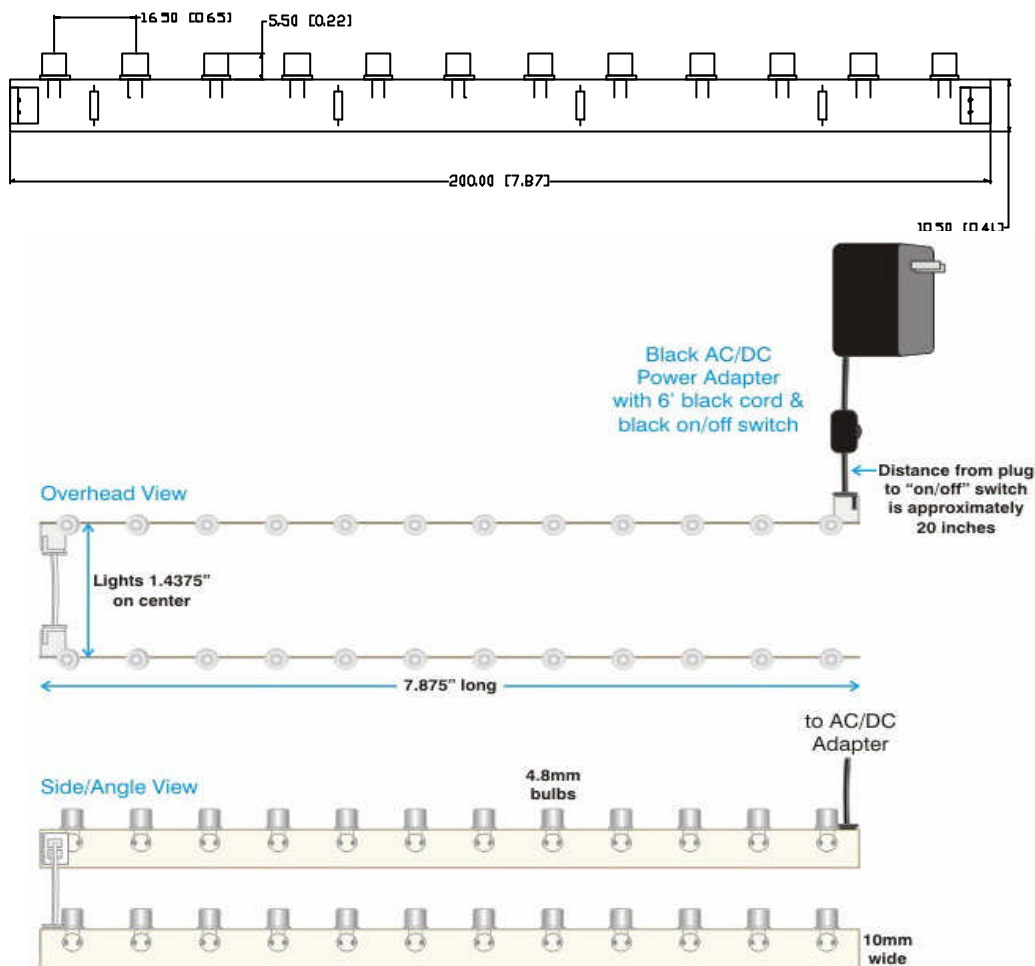 16.50 [0.65]
5.50 [0.22]
200.00 [7.87]
10.50 [0.41]
Black AC/DC
Power Adapter
with 6' black cord &
black on/off switch
Distance from plug
to “on/off” switch
is approximately
20 inches
Overhead View
Lights 1.4375”
on center
7.875” long
to AC/DC
Adapter
Side/Angle View
4.8mm
bulbs
10mm
wide